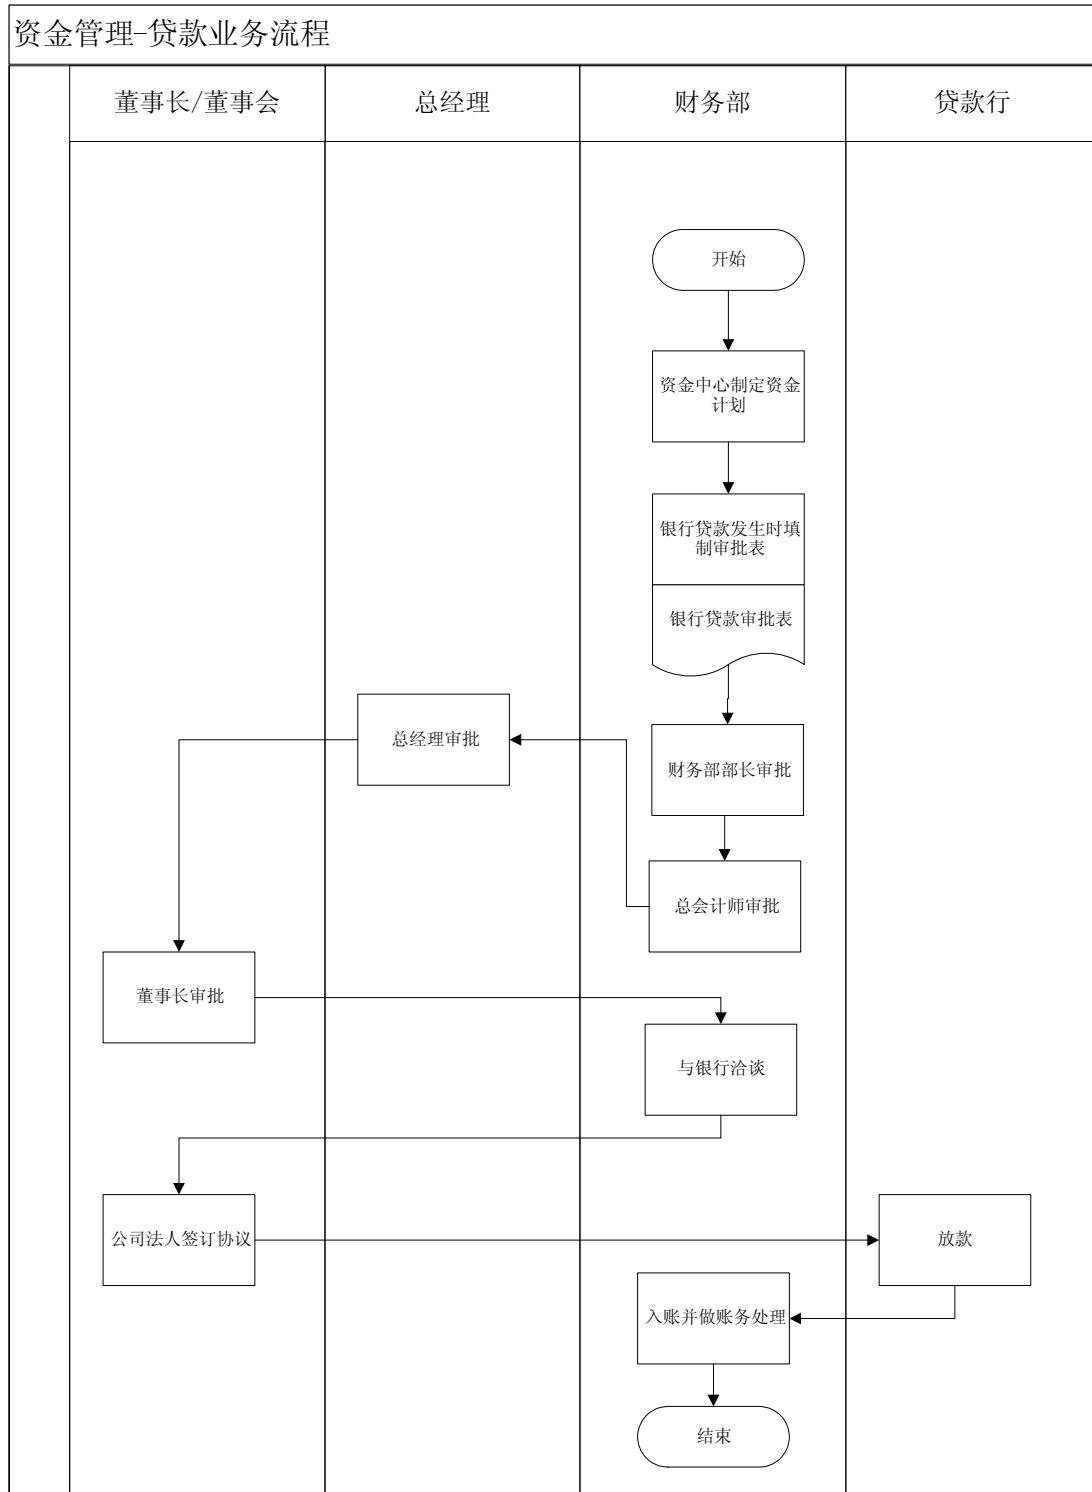 资金管理-贷款业务流程
董事长/董事会
总经理
财务部
贷款行
开始
资金中心制定资金
计划
银行贷款发生时填
制审批表
银行贷款审批表
总经理审批
财务部部长审批
总会计师审批
董事长审批
与银行洽谈
公司法人签订协议
放款
入账并做账务处理
结束